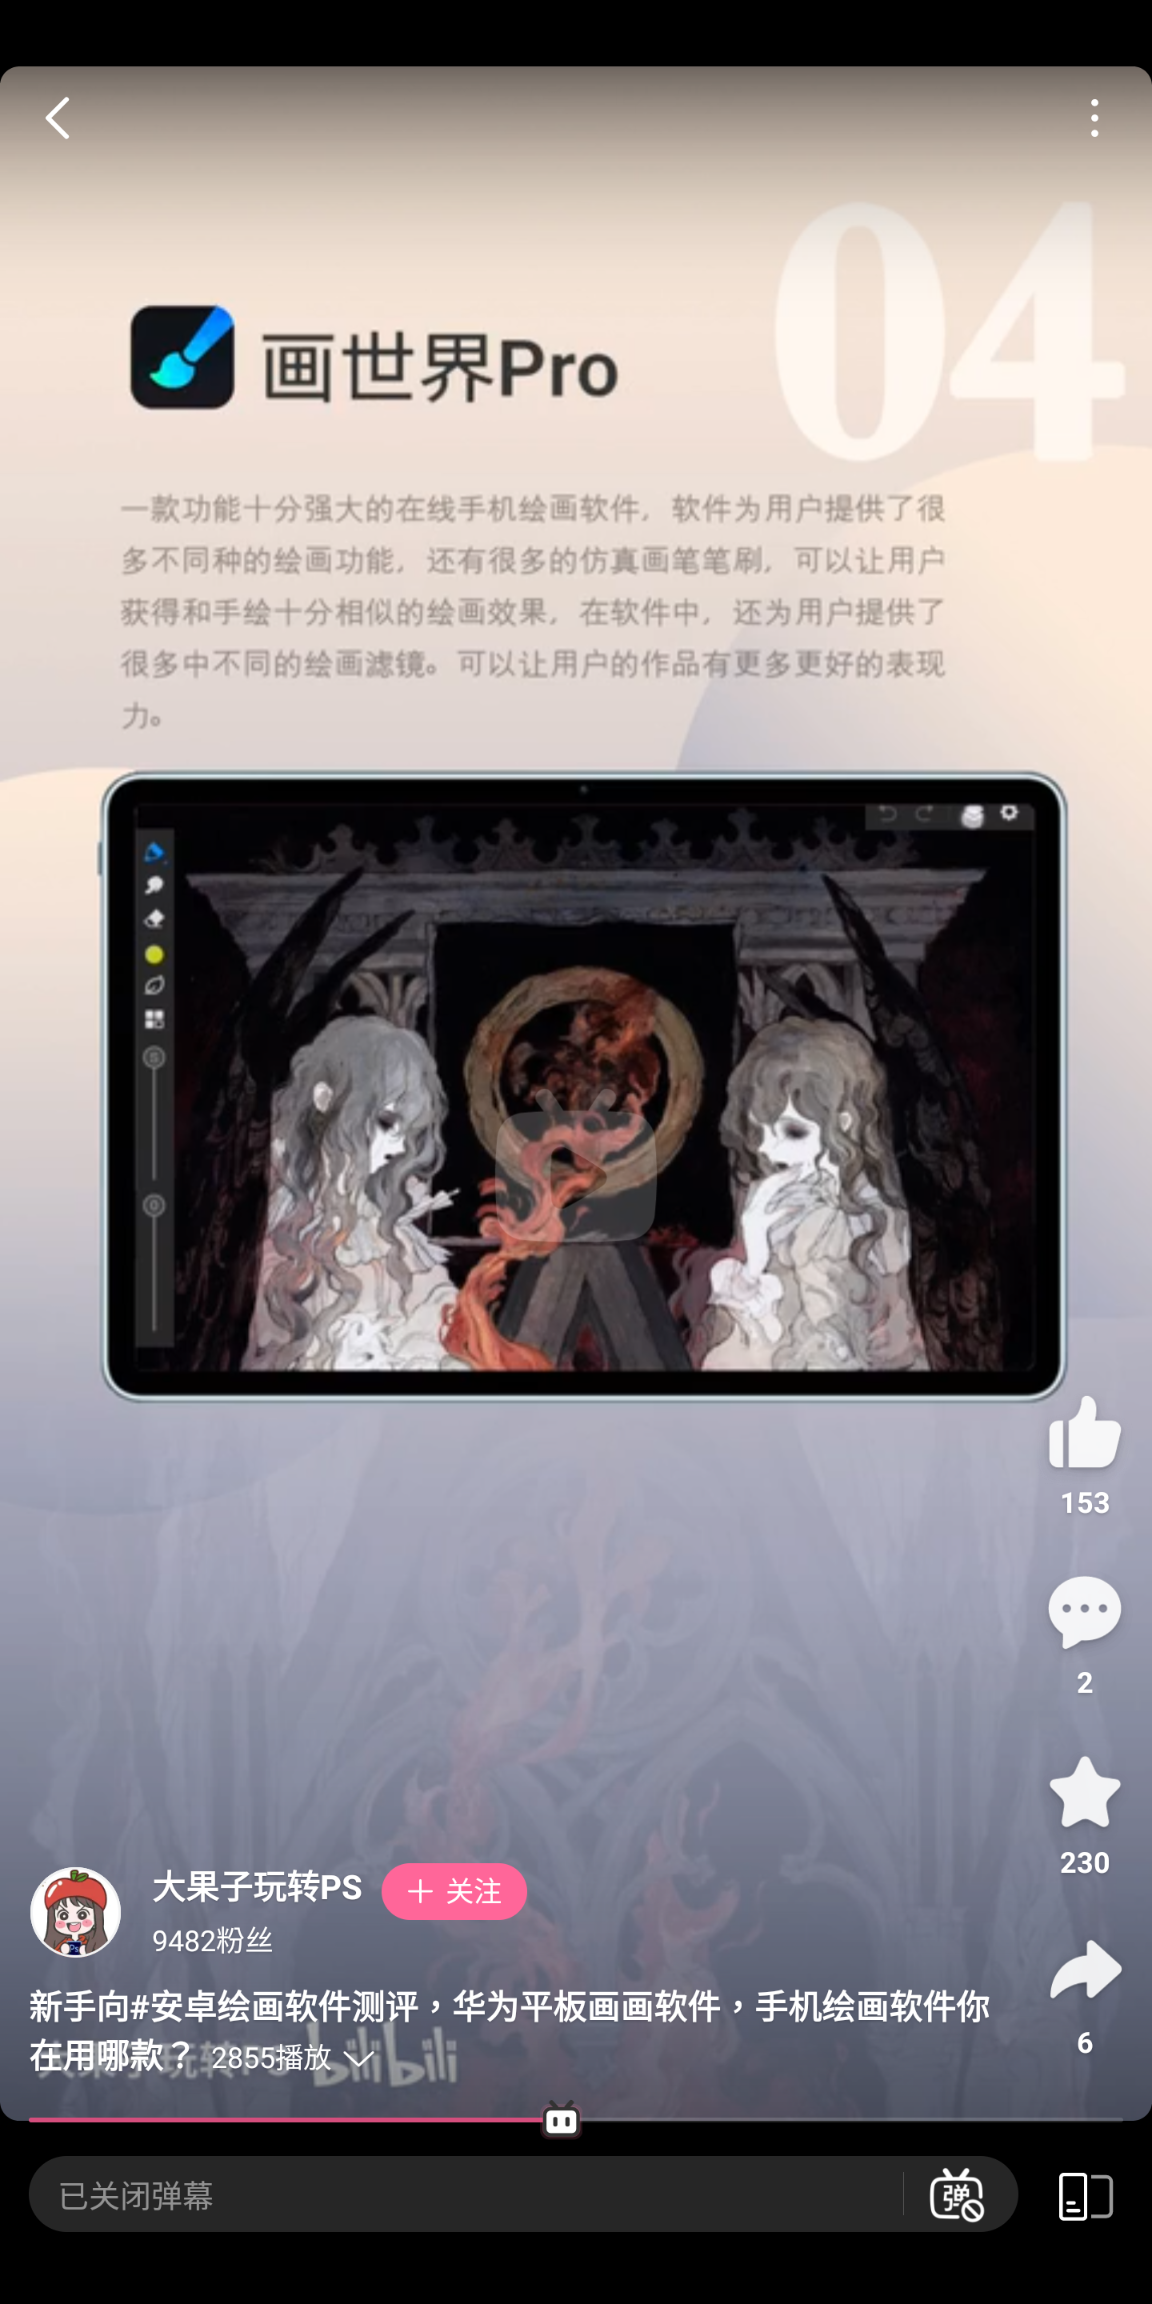 04
画世界Pro
一款功能十分强大的在线手机绘画软件，软件为用户提供了很
多不同种的绘画功能，还有很多的仿真画笔笔刷，可以让用户
获得和手绘十分相似的绘画效果，在软件中，还为用户提供了
很多中不同的绘画滤镜。可以让用户的作品有更多更好的表现
力。
153
2
230
6
大果子玩转PS
+ 关注
9482粉丝
新手向#安卓绘画软件测评，华为平板画画软件，手机绘画软件你
在用哪款？ 2855播放
大果子玩转PS bilibili
已关闭弹幕
弹